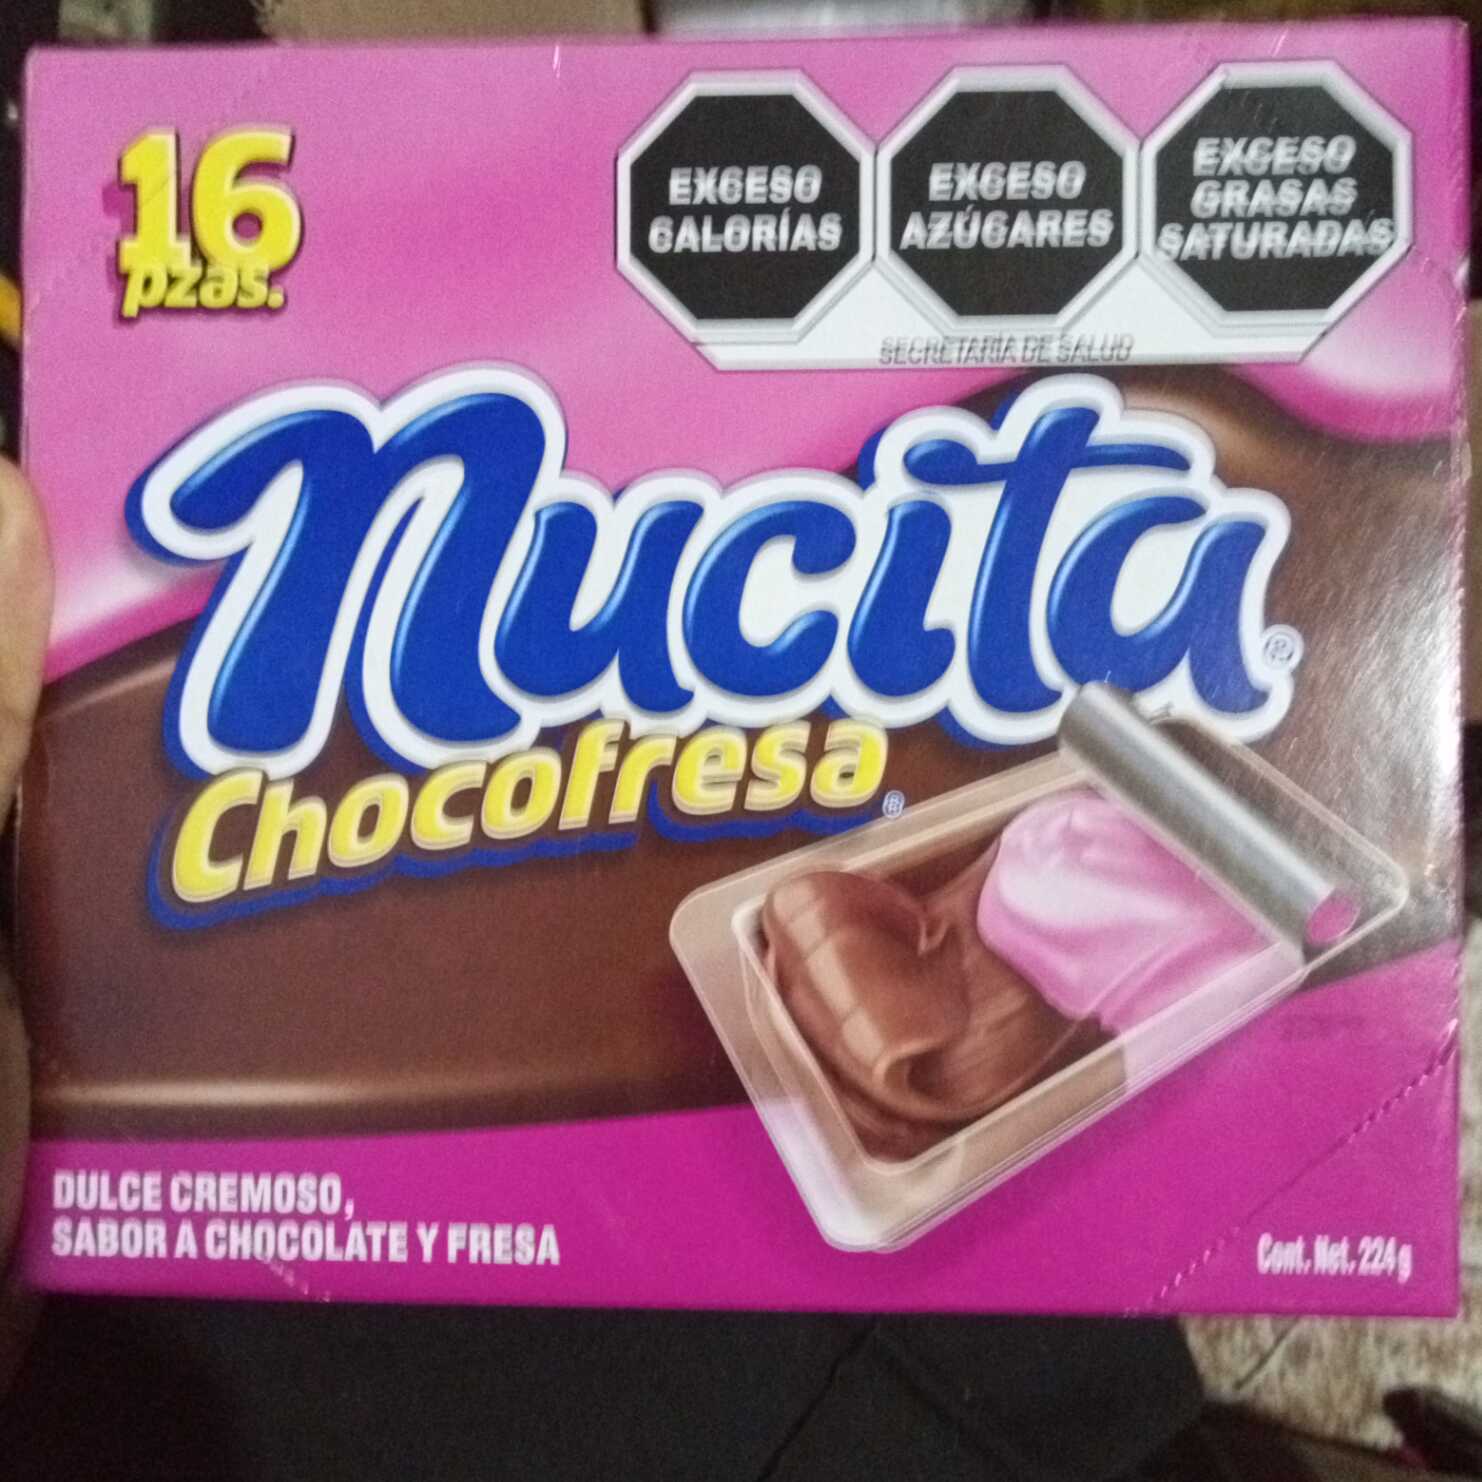 16
pzas.
EXCESO
CALORÍAS
EXCESO
AZÚCARES
EXCESO
GRASAS
SATURADAS
SECRETARÍA DE SALUD
Nucita®
Chocofresa®
DULCE CREMOSO,
SABOR A CHOCOLATE Y FRESA
Cont. Net. 224 g